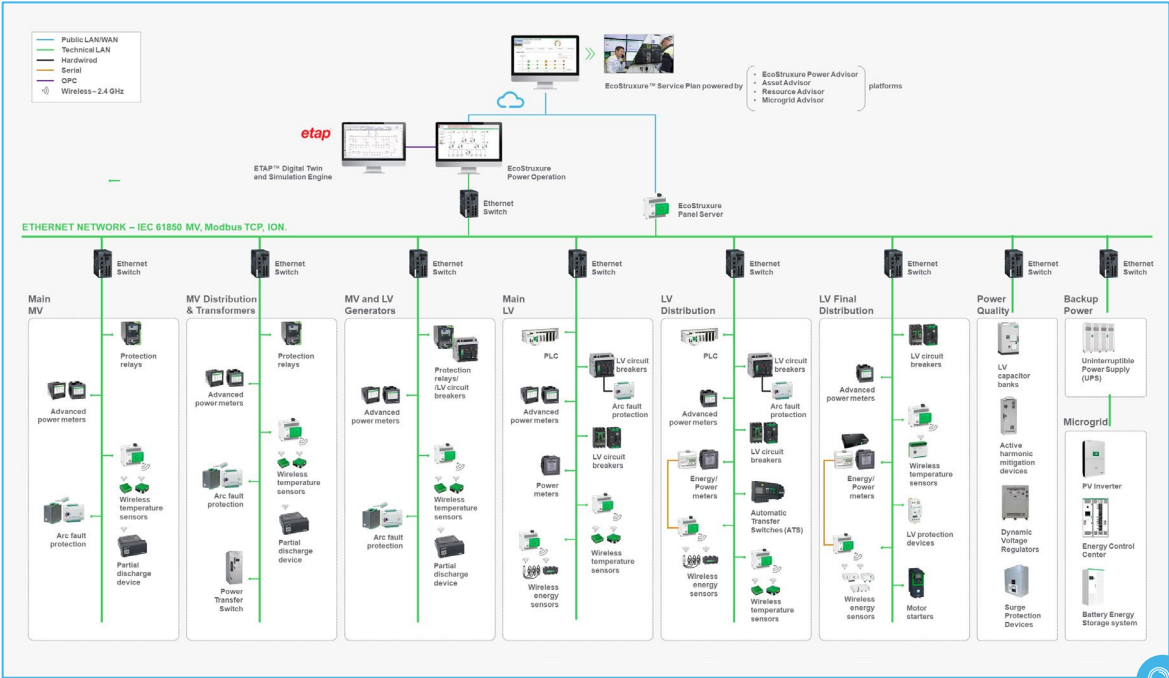 Public LAN/WAN
Technical LAN
Hardwired
Serial
OPC
Wireless – 2.4 GHz
EcoStruxure™ Service Plan powered by
• EcoStruxure Power Advisor
• Asset Advisor
• Resource Advisor
• Microgrid Advisor
platforms
etap
ETAP™ Digital Twin
and Simulation Engine
EcoStruxure
Power Operation
Ethernet
Switch
EcoStruxure
Panel Server
ETHERNET NETWORK – IEC 61850 MV, Modbus TCP, ION.
Ethernet
Switch
Ethernet
Switch
Ethernet
Switch
Ethernet
Switch
Ethernet
Switch
Ethernet
Switch
Ethernet
Switch
Ethernet
Switch
Main
MV
Protection
relays
Advanced
power meters
Wireless
temperature
sensors
Arc fault
protection
Partial
discharge
device
MV Distribution
& Transformers
Protection
relays
Advanced
power meters
Wireless
temperature
sensors
Arc fault
protection
Partial
discharge
device
Power
Transfer
Switch
MV and LV
Generators
Protection
relays/
/LV circuit
breakers
Advanced
power meters
Wireless
temperature
sensors
Arc fault
protection
Partial
discharge
device
Main
LV
PLC
LV circuit
breakers
Arc fault
protection
Advanced
power meters
LV circuit
breakers
Power
meters
Wireless
temperature
sensors
Wireless
energy sensors
LV
Distribution
PLC
LV circuit
breakers
Arc fault
protection
Advanced
power meters
LV circuit
breakers
Energy/
Power
meters
Automatic
Transfer
Switches (ATS)
Wireless
energy
sensors
Wireless
temperature
sensors
LV Final
Distribution
LV circuit
breakers
Advanced
power meters
Wireless
temperature
sensors
Energy/
Power
meters
LV protection
devices
Wireless
energy
sensors
Motor
starters
Power
Quality
LV
capacitor
banks
Active
harmonic
mitigation
devices
Dynamic
Voltage
Regulators
Surge
Protection
Devices
Backup
Power
Uninterruptible
Power Supply
(UPS)
Microgrid
PV Inverter
Energy Control
Center
Battery Energy
Storage system